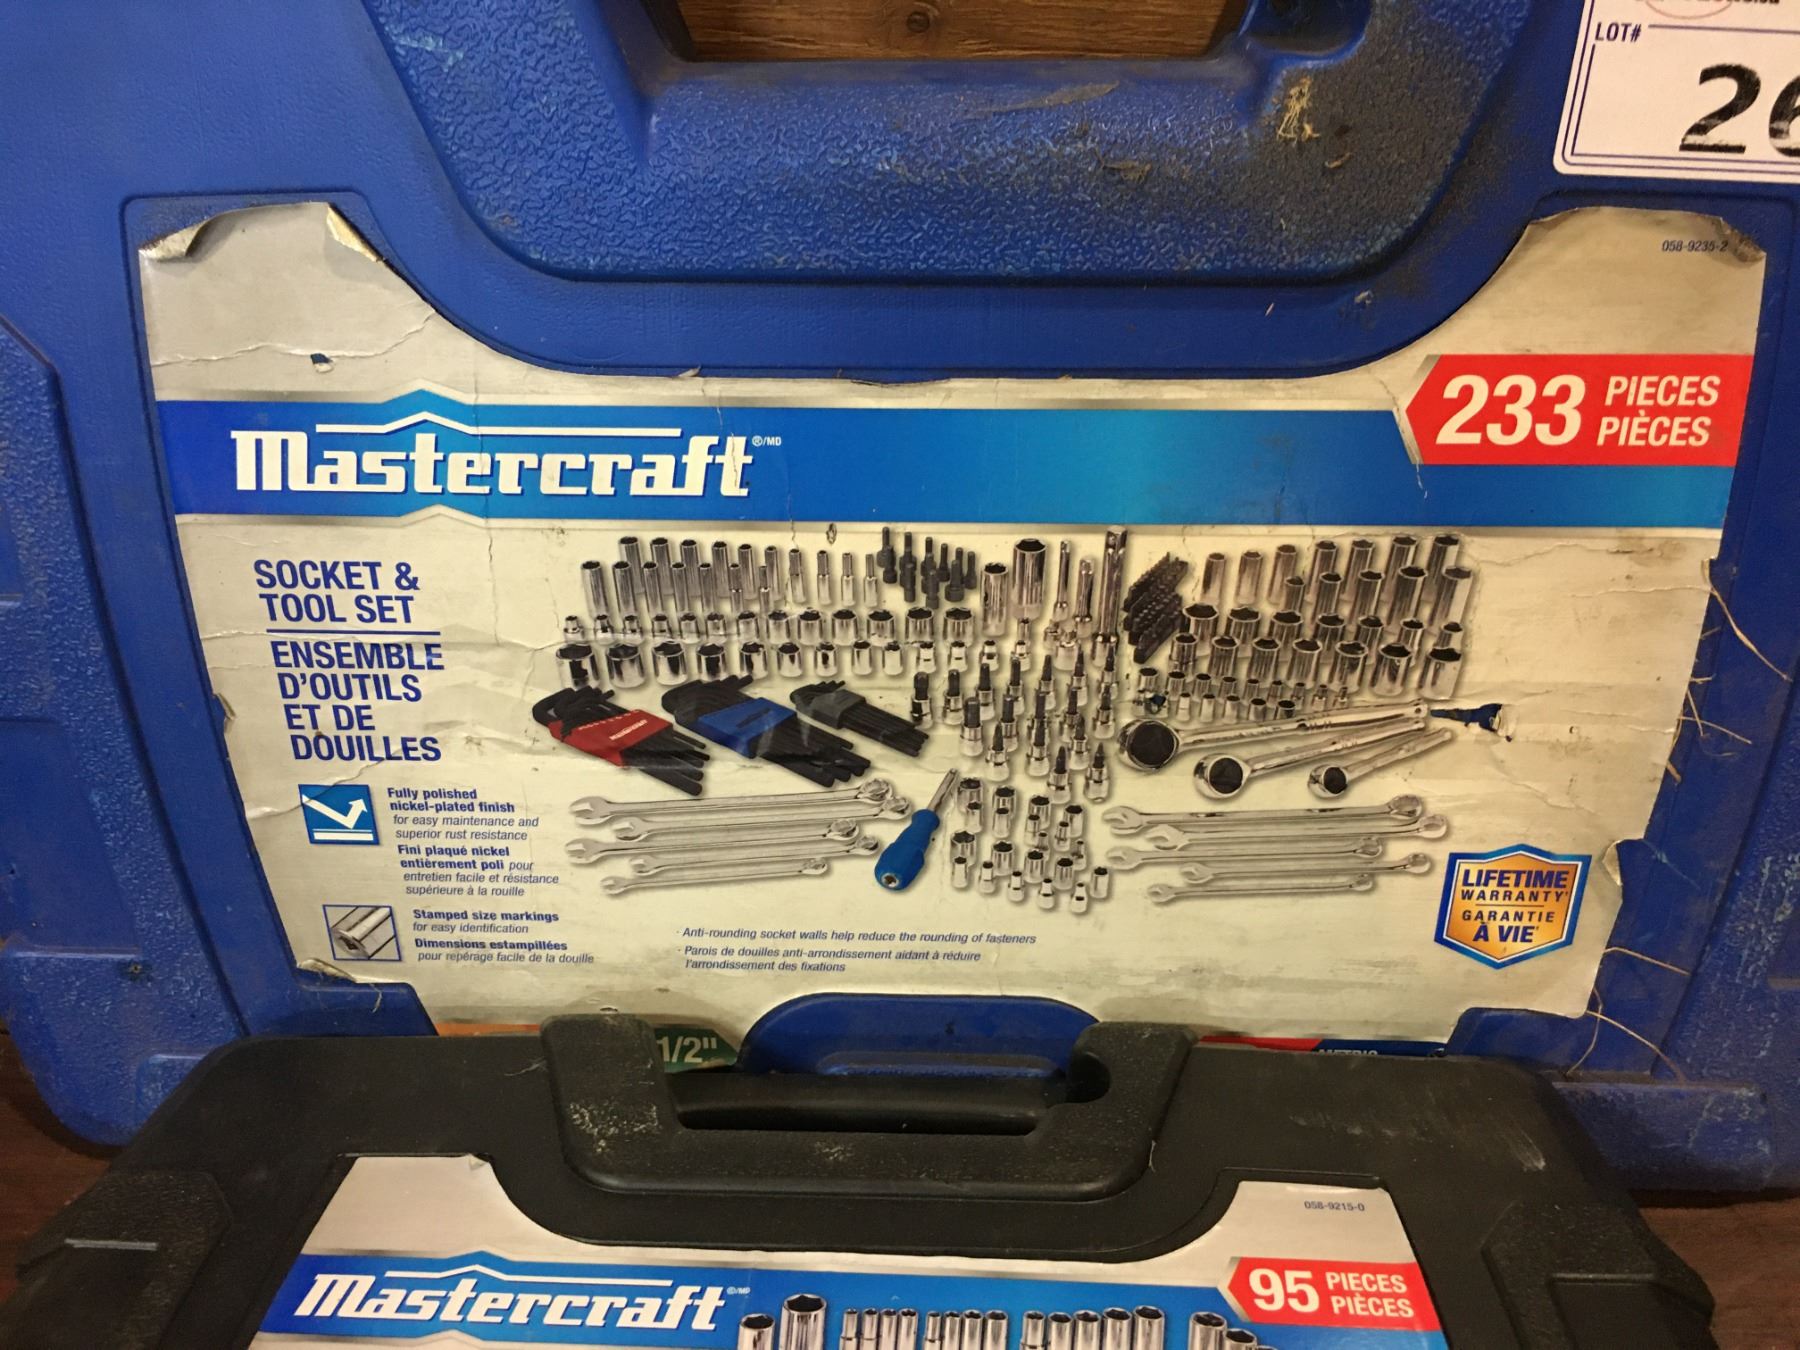 LOT#
058-9235-2
233 PIECES
PIÈCES
Mastercraft ®/MD
SOCKET &
TOOL SET
ENSEMBLE
D'OUTILS
ET DE
DOUILLES
Fully polished
nickel-plated finish
for easy maintenance and
superior rust resistance
Fini plaqué nickel
entièrement poli pour
entretien facile et résistance
supérieure à la rouille
Stamped size markings
for easy identification
Dimensions estampillées
pour repérage facile de la douille
- Anti-rounding socket walls help reduce the rounding of fasteners
- Parois de douilles anti-arrondissement aidant à réduire
l'arrondissement des fixations
LIFETIME
WARRANTY
GARANTIE
À VIE
1/2"
METRIC
058-9215-0
Mastercraft ®/MD
95 PIECES
PIÈCES